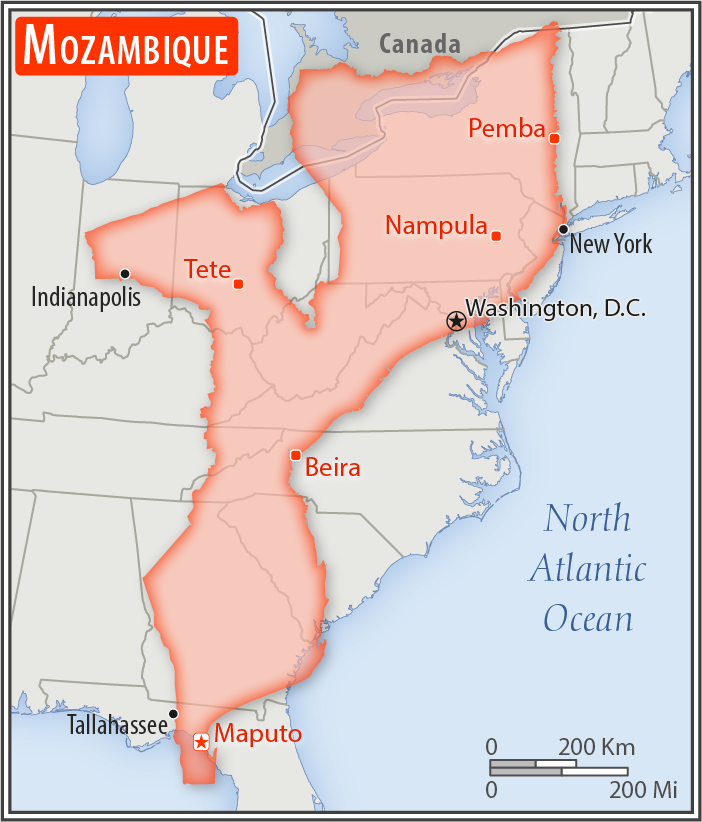 MOZAMBIQUE
Canada
Pemba
Nampula
New York
Tete
Indianapolis
Washington, D.C.
Beira
North
Atlantic
Ocean
Tallahassee
Maputo
0 200 Km
0 200 Mi